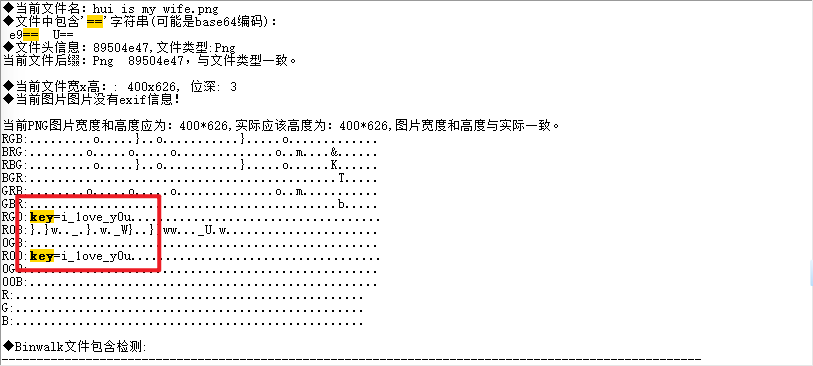 ◆当前文件名: hui is my wife.png
◆文件中包含'=='字符串(可能是base64编码):
e9== U==
◆文件头信息: 89504e47,文件类型:Png
当前文件后缀: Png 89504e47，与文件类型一致。
◆当前文件宽x高：: 400x626, 位深: 3
◆当前图片图片没有exif信息!
当前PNG图片宽度和高度应为: 400*626,实际应该高度为: 400*626,图片宽度和高度与实际一致。
RGB:.........o.....}..o...........}.....o.............
BRG:.........o.....o.....o.................o..m....&......
RBG:.........o.....}..o...........}.....o......K......
BGR:............................................T.....
GRB:.........o.....o.....o.................o..m...........
GBR:............................................b.....
RG0:key=i_love_y0u...................................
R0B:}.}w.._.}.w._W}..}}ww..._U.w.....................
0GB:..................................................
R00:key=i_love_y0u...................................
0G0:..................................................
00B:..................................................
R:..................................................
G:..................................................
B:..................................................
◆Binwalk文件包含检测:
----------------------------------------------------------------------------------------------------